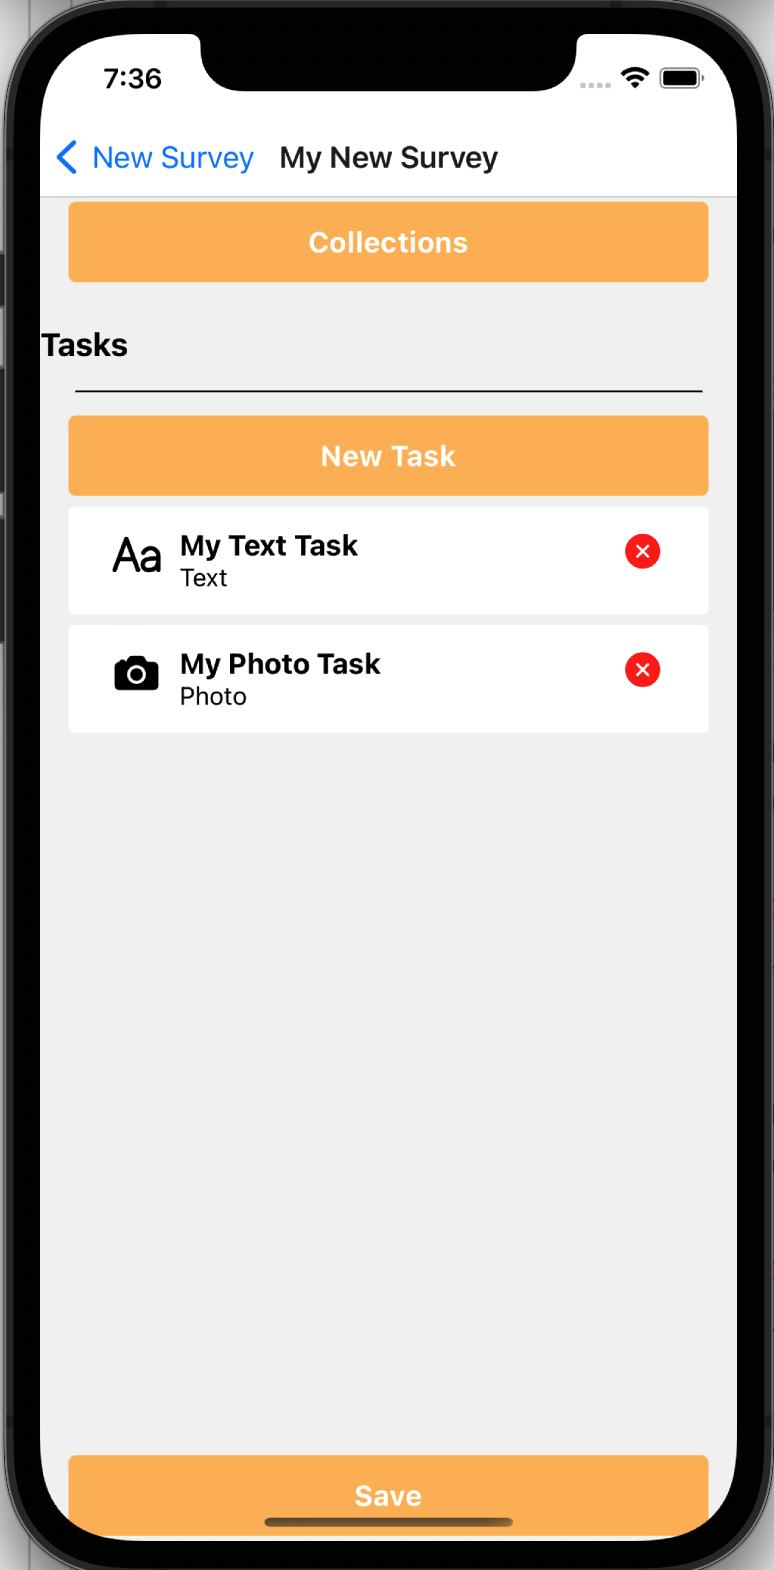 7:36
New Survey My New Survey
Collections
Tasks
New Task
Aa My Text Task
Text
My Photo Task
Photo
Save